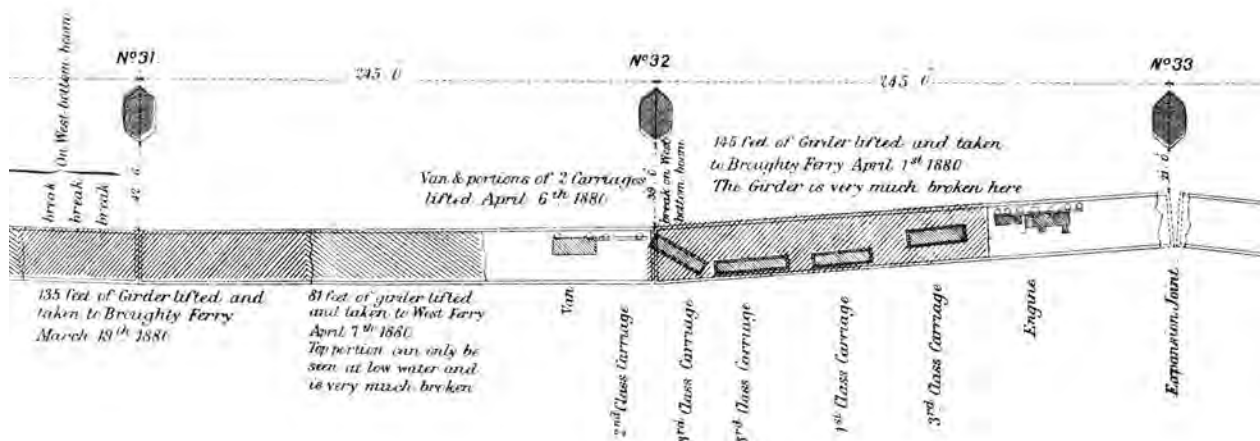 Nº31
Nº32
Nº33
245. 0
245. 0
On West bottom boom
break
break
break
42. 6.
Van & portions of 2 Carriages
lifted April 6th 1880
break on West
bottom boom
145 feet of Girder lifted and taken
to Broughty Ferry April 1st 1880
The Girder is very much broken here
135 feet of Girder lifted and
taken to Broughty Ferry
March 19th 1880
81 feet of girder lifted
and taken to West Ferry
April 7th 1880
Top portion can only be
seen at low water and
is very much broken
Van
2nd Class Carriage
3rd Class Carriage
3rd Class Carriage
1st Class Carriage
3rd Class Carriage
Engine
Expansion Joint